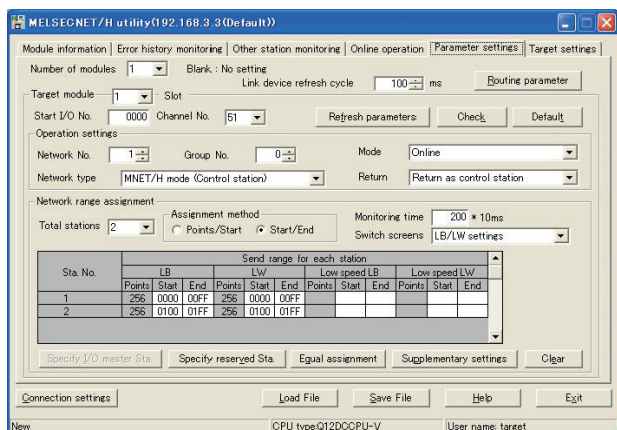 MELSECNET/H utility(192.168.3.3(Default))
Module information Error history monitoring Other station monitoring Online operation Parameter settings Target settings
Number of modules 1 Blank : No setting
Link device refresh cycle 100 ms Routing parameter
Target module 1 Slot
Start I/O No. 0000 Channel No. 51 Refresh parameters Check Default
Operation settings
Network No. 1 Group No. 0 Mode Online
Network type MNET/H mode (Control station) Return Return as control station
Network range assignment
Total stations 2 Assignment method Points/Start Start/End Monitoring time 200 * 10ms
Switch screens LB/LW settings
Send range for each station
Sta. No. LB LW Low speed LB Low speed LW
Points Start End Points Start End Points Start End Points Start End
1 256 0000 00FF 256 0000 00FF
2 256 0100 01FF 256 0100 01FF
Specify I/O master Sta. Specify reserved Sta. Equal assignment Supplementary settings Clear
Connection settings Load File Save File Help Exit
New CPU type:Q12DCCPU-V User name: target